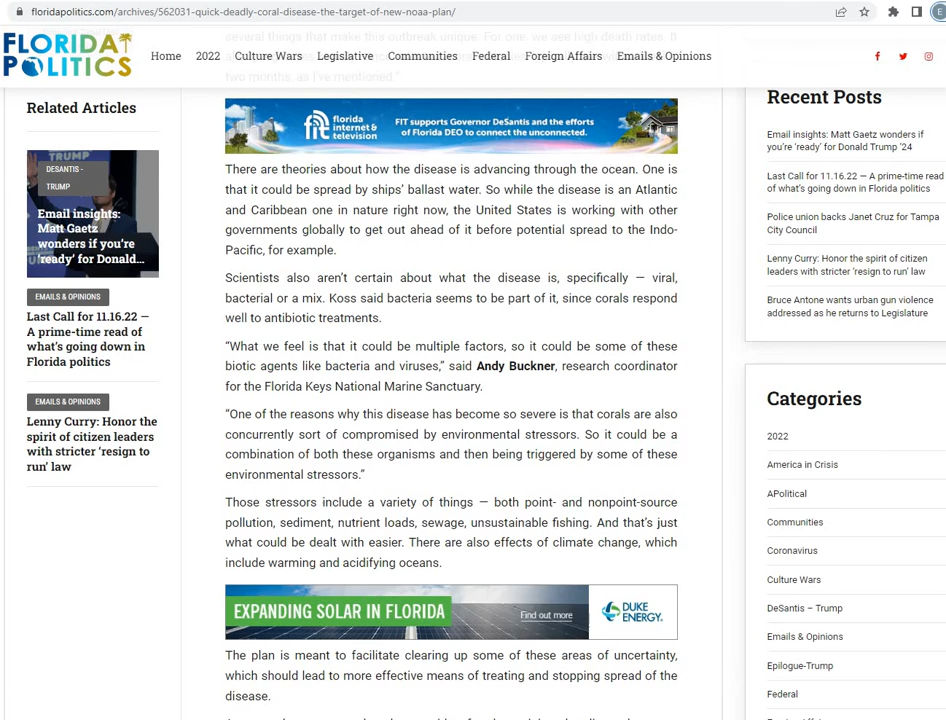 floridapolitics.com/archives/562031-quick-deadly-coral-disease-the-target-of-new-noaa-plan/
E
FLORIDA
POLITICS
Home 2022 Culture Wars Legislative Communities Federal Foreign Affairs Emails & Opinions
several things that make this outbreak unique. For one, we see high death rates. It
two months, as I've mentioned."
Related Articles
TRUMP
DESANTIS -
TRUMP
Email insights:
Matt Gaetz
wonders if you're
'ready' for Donald...
EMAILS & OPINIONS
Last Call for 11.16.22 —
A prime-time read of
what's going down in
Florida politics
EMAILS & OPINIONS
Lenny Curry: Honor the
spirit of citizen leaders
with stricter 'resign to
run' law
fit florida internet & television
FIT supports Governor DeSantis and the efforts
of Florida DEO to connect the unconnected.
There are theories about how the disease is advancing through the ocean. One is
that it could be spread by ships' ballast water. So while the disease is an Atlantic
and Caribbean one in nature right now, the United States is working with other
governments globally to get out ahead of it before potential spread to the Indo-
Pacific, for example.
Scientists also aren't certain about what the disease is, specifically — viral,
bacterial or a mix. Koss said bacteria seems to be part of it, since corals respond
well to antibiotic treatments.
"What we feel is that it could be multiple factors, so it could be some of these
biotic agents like bacteria and viruses," said Andy Buckner, research coordinator
for the Florida Keys National Marine Sanctuary.
"One of the reasons why this disease has become so severe is that corals are also
concurrently sort of compromised by environmental stressors. So it could be a
combination of both these organisms and then being triggered by some of these
environmental stressors."
Those stressors include a variety of things — both point- and nonpoint-source
pollution, sediment, nutrient loads, sewage, unsustainable fishing. And that's just
what could be dealt with easier. There are also effects of climate change, which
include warming and acidifying oceans.
EXPANDING SOLAR IN FLORIDA
Find out more
DUKE
ENERGY.
The plan is meant to facilitate clearing up some of these areas of uncertainty,
which should lead to more effective means of treating and stopping spread of the
disease.
Recent Posts
Email insights: Matt Gaetz wonders if
you're 'ready' for Donald Trump '24
Last Call for 11.16.22 — A prime-time read
of what's going down in Florida politics
Police union backs Janet Cruz for Tampa
City Council
Lenny Curry: Honor the spirit of citizen
leaders with stricter 'resign to run' law
Bruce Antone wants urban gun violence
addressed as he returns to Legislature
Categories
2022
America in Crisis
APolitical
Communities
Coronavirus
Culture Wars
DeSantis – Trump
Emails & Opinions
Epilogue-Trump
Federal